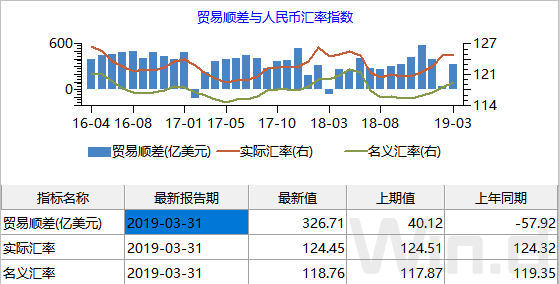 贸易顺差与人民币汇率指数
600 127
121
0
114
16-04 16-08 17-01 17-05 17-10 18-03 18-08 19-03
贸易顺差(亿美元) 实际汇率(右) 名义汇率(右)
指标名称 最新报告期 最新值 上期值 上年同期
贸易顺差(亿美元) 2019-03-31 326.71 40.12 -57.92
实际汇率 2019-03-31 124.45 124.51 124.32
名义汇率 2019-03-31 118.76 117.87 119.35
Win.d